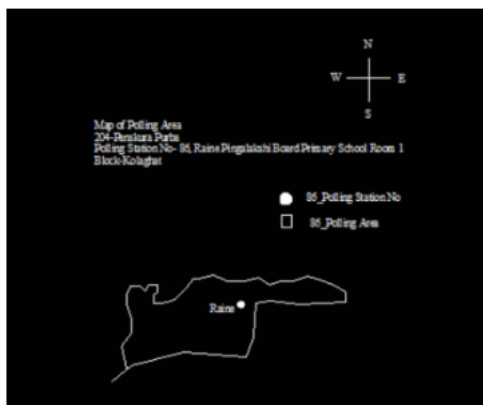 N
W E
S
Map of Polling Area
204-Panskura Purba
Polling Station No- 86, Raine Pingalakshi Board Primary School Room 1
Block-Kolaghat
86_Polling Station No
86_Polling Area
Raine